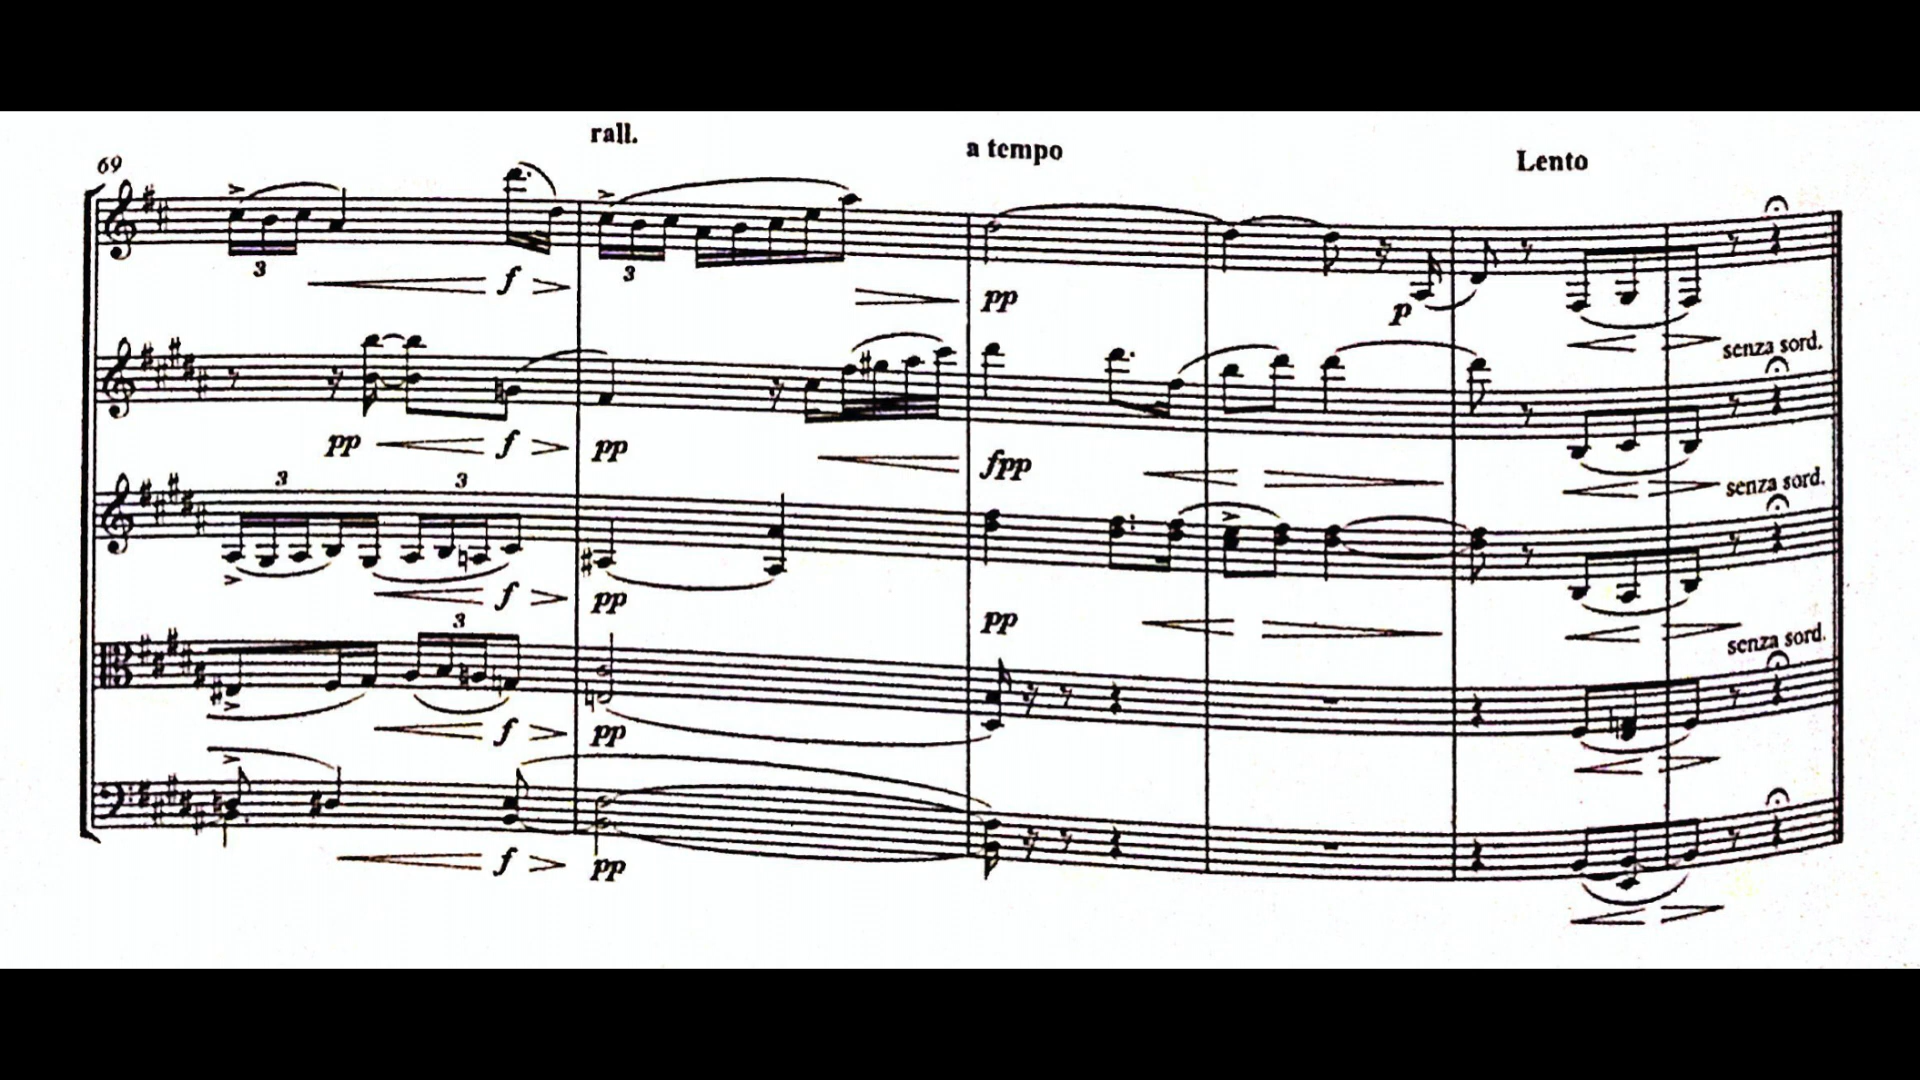 rall.
a tempo
Lento
69
3
f
3
pp
p
senza sord.
pp
f
pp
fpp
senza sord.
3
3
f
pp
pp
senza sord.
3
f
pp
f
pp